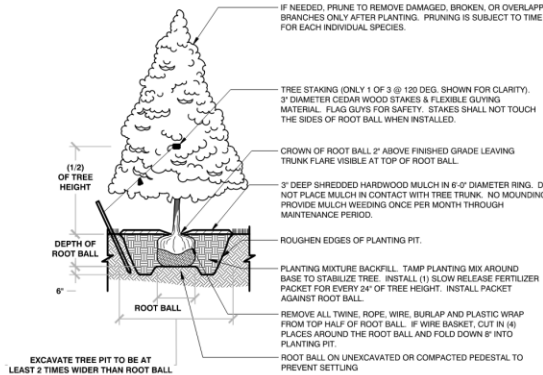 IF NEEDED, PRUNE TO REMOVE DAMAGED, BROKEN, OR OVERLAPP
BRANCHES ONLY AFTER PLANTING. PRUNING IS SUBJECT TO TIME
FOR EACH INDIVIDUAL SPECIES.
TREE STAKING (ONLY 1 OF 3 @ 120 DEG. SHOWN FOR CLARITY).
3" DIAMETER CEDAR WOOD STAKES & FLEXIBLE GUYING
MATERIAL. FLAG GUYS FOR SAFETY. STAKES SHALL NOT TOUCH
THE SIDES OF ROOT BALL WHEN INSTALLED.
CROWN OF ROOT BALL 2" ABOVE FINISHED GRADE LEAVING
TRUNK FLARE VISIBLE AT TOP OF ROOT BALL.
(1/2)
OF TREE
HEIGHT
3" DEEP SHREDDED HARDWOOD MULCH IN 6'-0" DIAMETER RING. D
NOT PLACE MULCH IN CONTACT WITH TREE TRUNK. NO MOUNDING
PROVIDE MULCH WEEDING ONCE PER MONTH THROUGH
MAINTENANCE PERIOD.
ROUGHEN EDGES OF PLANTING PIT.
DEPTH OF
ROOT BALL
6"
PLANTING MIXTURE BACKFILL. TAMP PLANTING MIX AROUND
BASE TO STABILIZE TREE. INSTALL (1) SLOW RELEASE FERTILIZER
PACKET FOR EVERY 24" OF TREE HEIGHT. INSTALL PACKET
AGAINST ROOT BALL.
ROOT BALL
REMOVE ALL TWINE, ROPE, WIRE, BURLAP AND PLASTIC WRAP
FROM TOP HALF OF ROOT BALL. IF WIRE BASKET, CUT IN (4)
PLACES AROUND THE ROOT BALL AND FOLD DOWN 8" INTO
PLANTING PIT.
EXCAVATE TREE PIT TO BE AT
LEAST 2 TIMES WIDER THAN ROOT BALL
ROOT BALL ON UNEXCAVATED OR COMPACTED PEDESTAL TO
PREVENT SETTLING